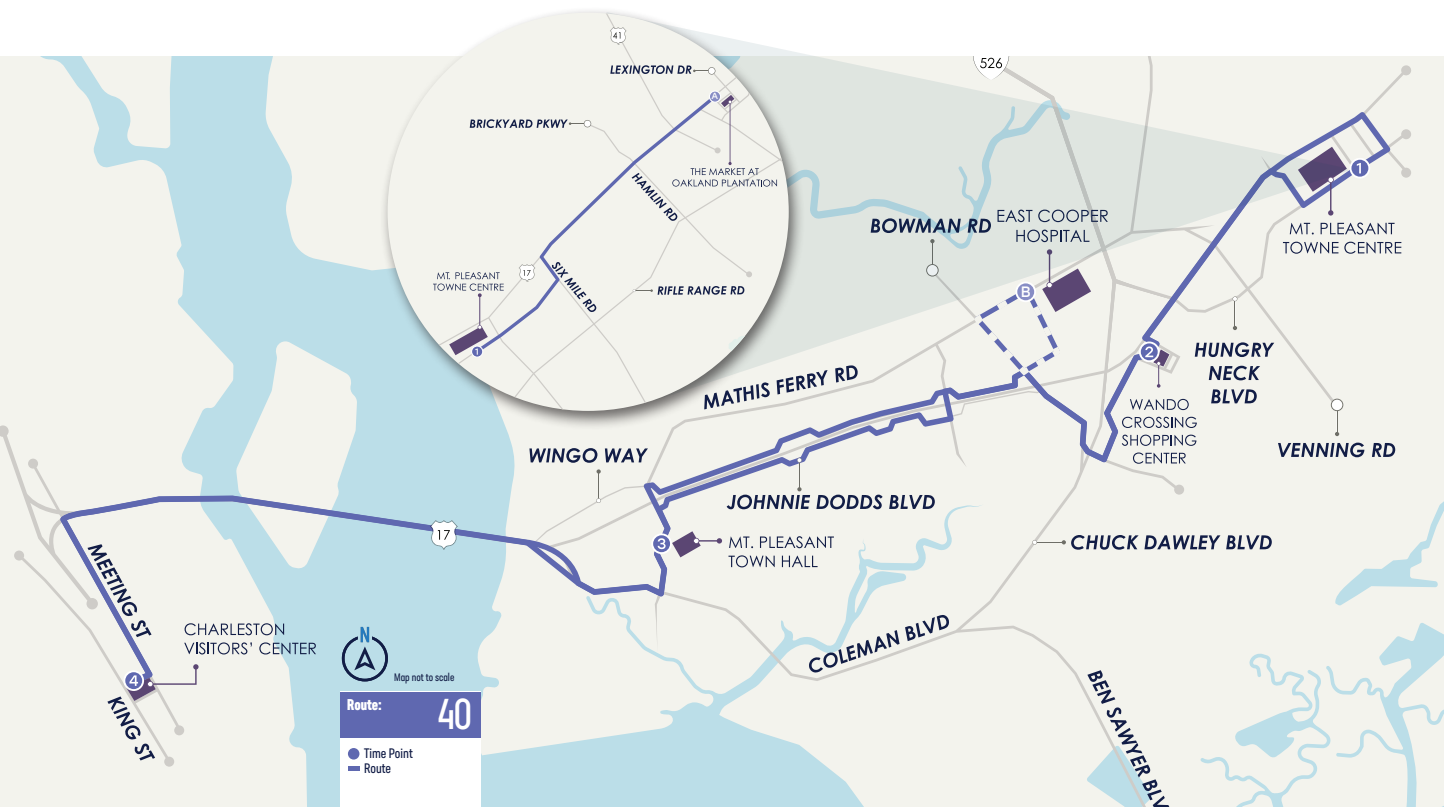 41
LEXINGTON DR
A
BRICKYARD PKWY
THE MARKET AT
OAKLAND PLANTATION
HAMLIN RD
17
SIX MILE RD
MT. PLEASANT
TOWNE CENTRE
RIFLE RANGE RD
1
526
1
MT. PLEASANT
TOWNE CENTRE
BOWMAN RD
EAST COOPER
HOSPITAL
B
2
HUNGRY
NECK
BLVD
WANDO
CROSSING
SHOPPING
CENTER
VENNING RD
MATHIS FERRY RD
WINGO WAY
JOHNNIE DODDS BLVD
17
3
MT. PLEASANT
TOWN HALL
CHUCK DAWLEY BLVD
MEETING ST
CHARLESTON
VISITORS' CENTER
4
KING ST
COLEMAN BLVD
BEN SAWYER BLV
N
Map not to scale
Route: 40
Time Point
Route